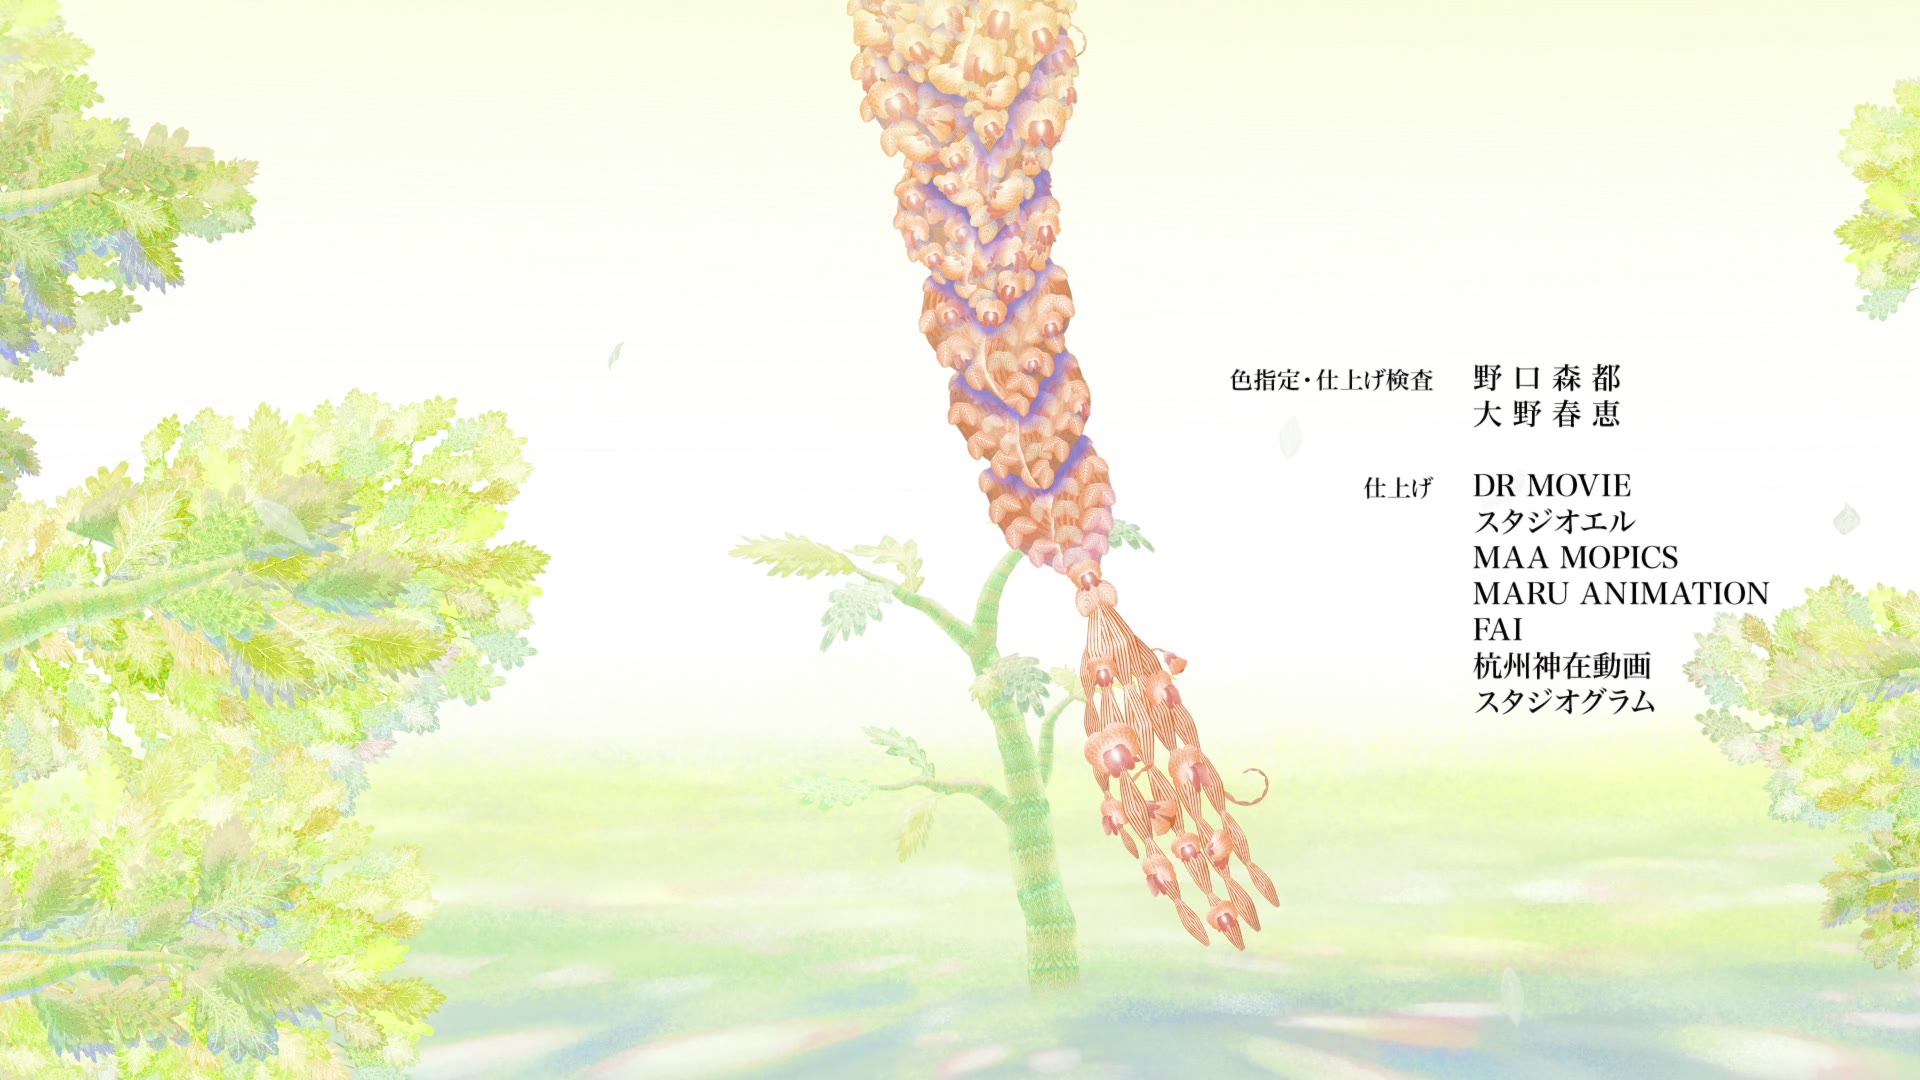 色指定・仕上げ検査 野口森都
大野春恵
仕上げ DR MOVIE
スタジオエル
MAA MOPICS
MARU ANIMATION
FAI
杭州神在動画
スタジオグラム